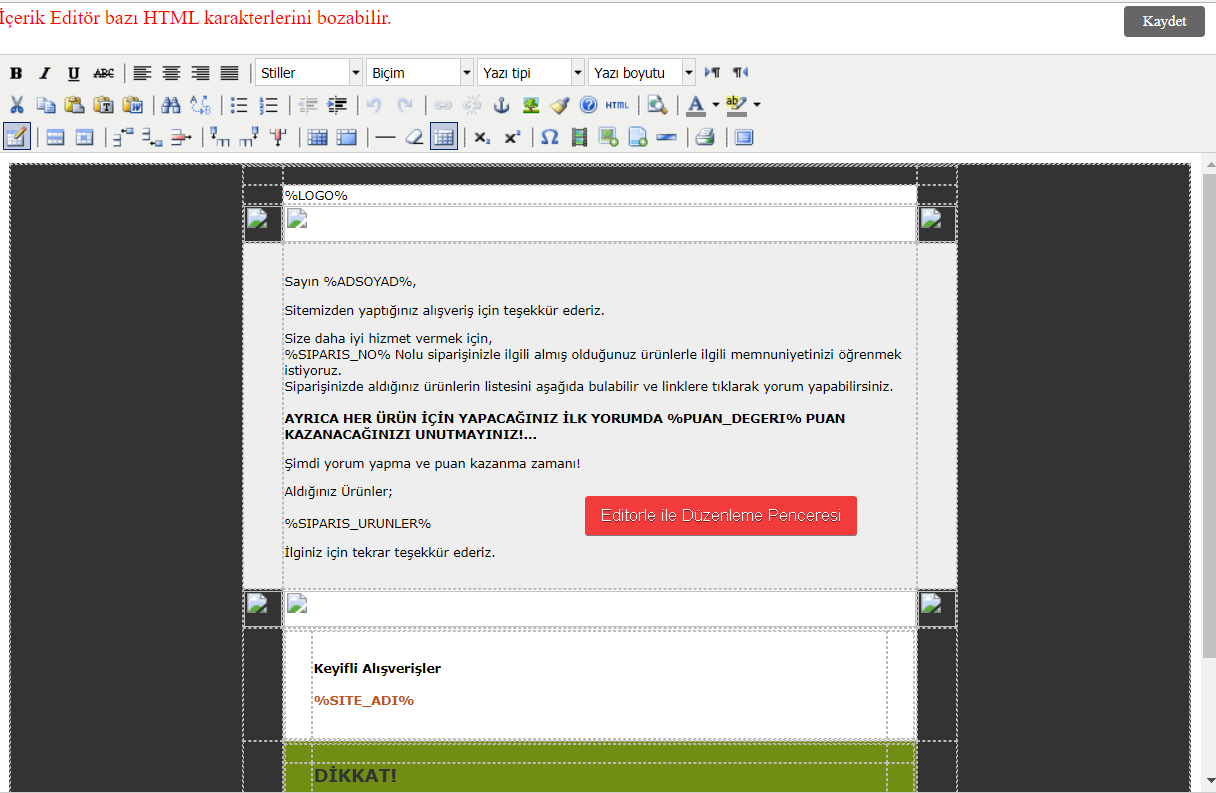 İçerik Editör bazı HTML karakterlerini bozabilir.
Kaydet
B I U ABC Stiller Biçim Yazı tipi Yazı boyutu
HTML A ab
x₂ x² Ω
%LOGO%
Sayın %ADSOYAD%,
Sitemizden yaptığınız alışveriş için teşekkür ederiz.
Size daha iyi hizmet vermek için,
%SIPARIS_NO% Nolu siparişinizle ilgili almış olduğunuz ürünlerle ilgili memnuniyetinizi öğrenmek
istiyoruz.
Siparişinizde aldığınız ürünlerin listesini aşağıda bulabilir ve linklere tıklarak yorum yapabilirsiniz.
AYRICA HER ÜRÜN İÇİN YAPACAĞINIZ İLK YORUMDA %PUAN_DEGERI% PUAN
KAZANACAĞINIZI UNUTMAYINIZ!...
Şimdi yorum yapma ve puan kazanma zamanı!
Aldığınız Ürünler;
Editorle ile Düzenleme Penceresi
%SIPARIS_URUNLER%
İlginiz için tekrar teşekkür ederiz.
Keyifli Alışverişler
%SITE_ADI%
DİKKAT!